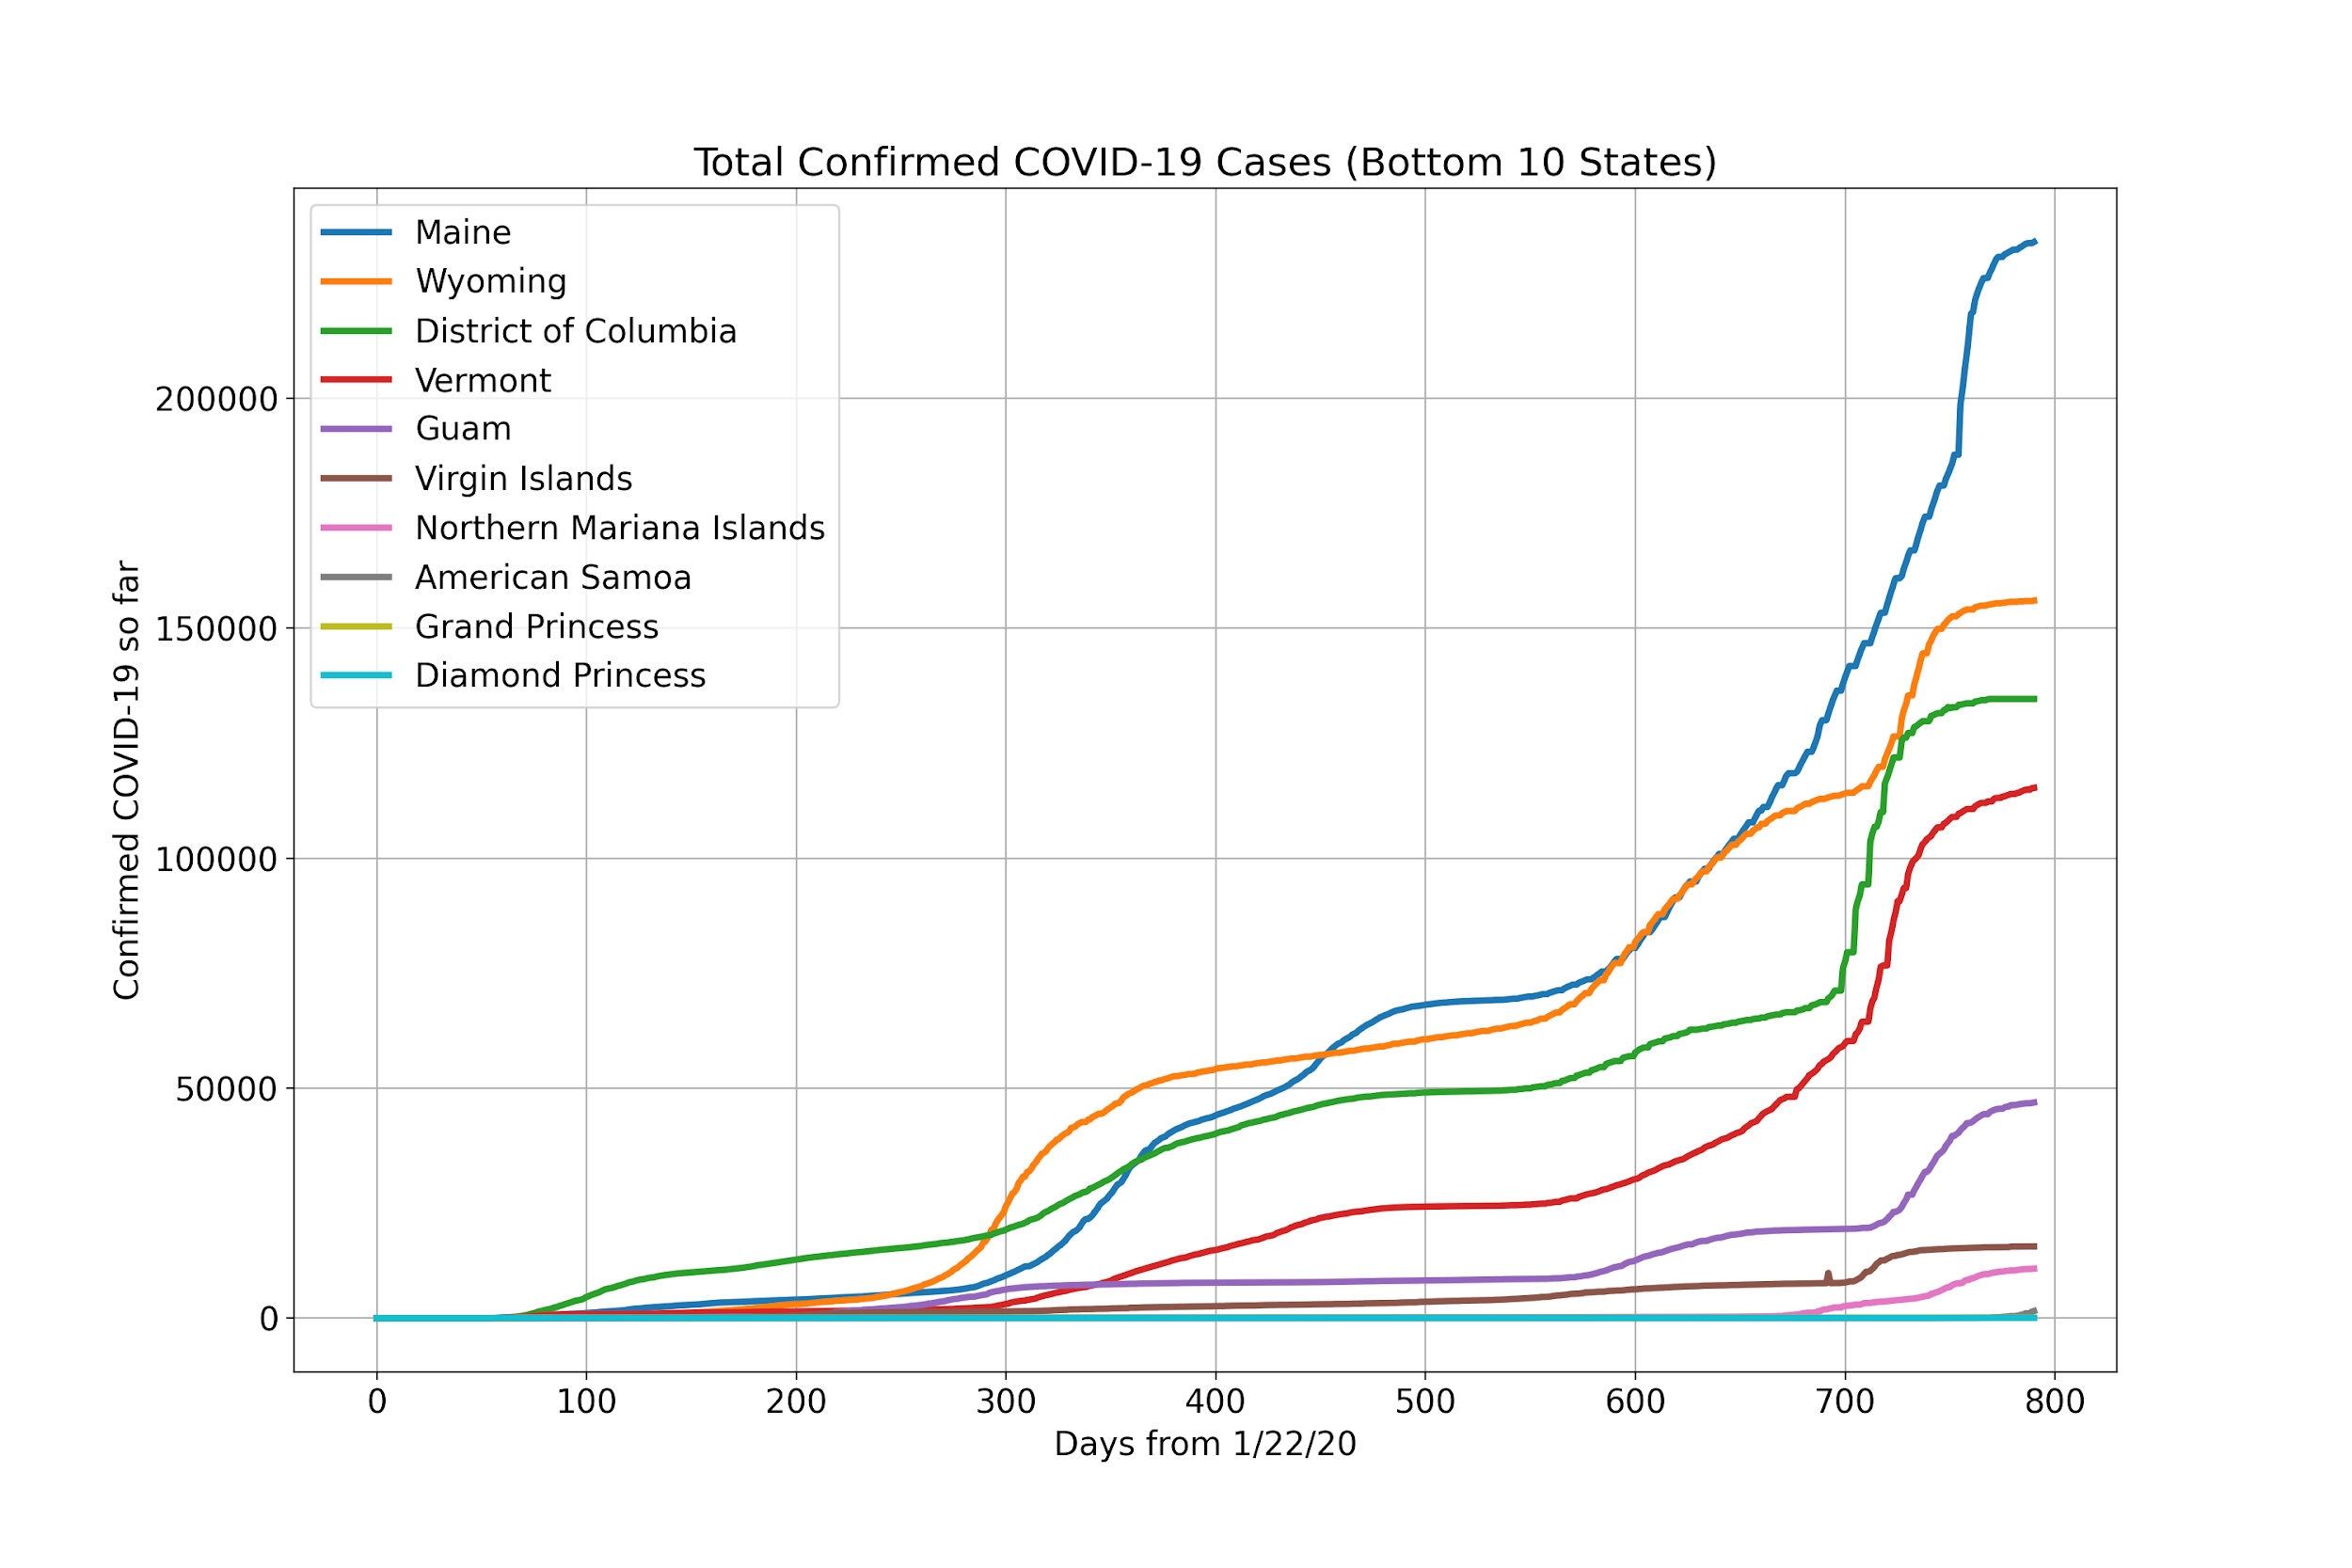 Total Confirmed COVID-19 Cases (Bottom 10 States)
Maine
Wyoming
District of Columbia
Vermont
Guam
Virgin Islands
Northern Mariana Islands
American Samoa
Grand Princess
Diamond Princess
Confirmed COVID-19 so far
200000
150000
100000
50000
0
0 100 200 300 400 500 600 700 800
Days from 1/22/20